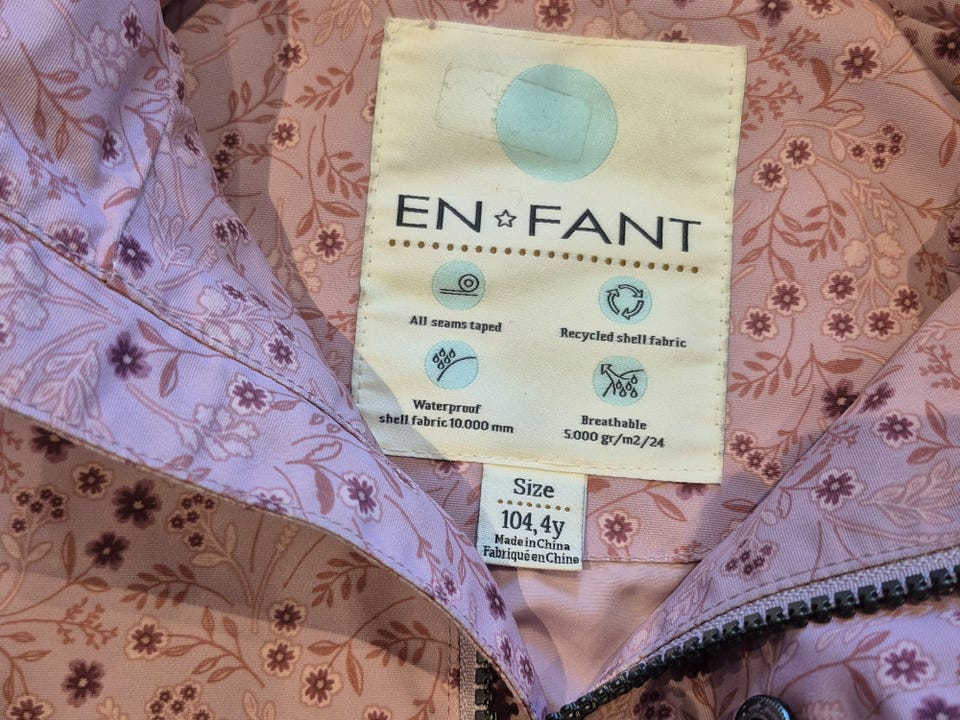 EN☆FANT
All seams taped
Recycled shell fabric
Waterproof
shell fabric 10.000 mm
Breathable
5.000 gr/m2/24
Size
104, 4y
Made in China
Fabriqué en Chine